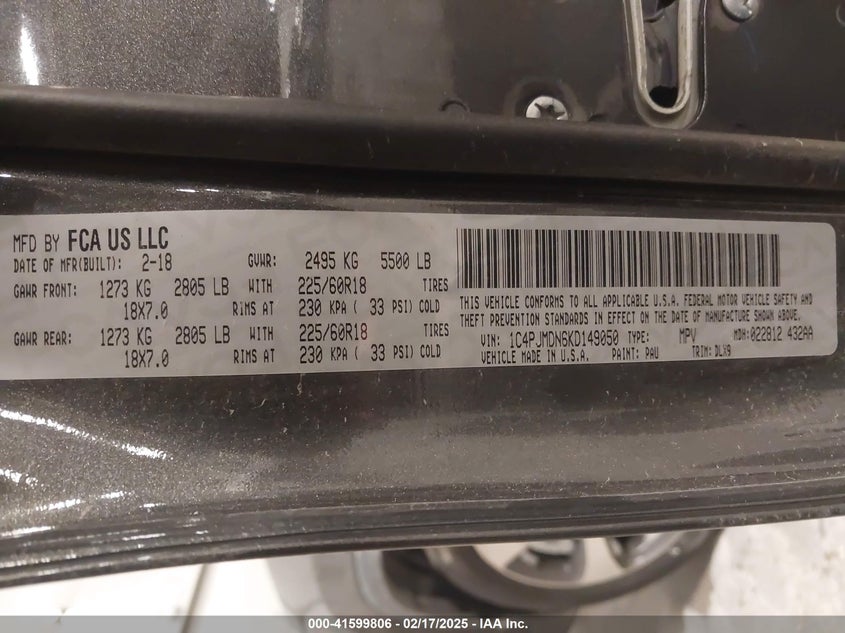 MFD BY FCA US LLC
DATE OF MFR(BUILT): 2-18 GVWR: 2495 KG 5500 LB
GAWR FRONT: 1273 KG 2805 LB WITH 225/60R18 TIRES
18X7.0 RIMS AT 230 KPA ( 33 PSI) COLD
GAWR REAR: 1273 KG 2805 LB WITH 225/60R18 TIRES
18X7.0 RIMS AT 230 KPA ( 33 PSI) COLD
THIS VEHICLE CONFORMS TO ALL APPLICABLE U.S.A. FEDERAL MOTOR VEHICLE SAFETY AND
THEFT PREVENTION STANDARDS IN EFFECT ON THE DATE OF MANUFACTURE SHOWN ABOVE.
VIN: 1C4PJMDN6KD149050 TYPE: MPV MDH: 022812 432AA
VEHICLE MADE IN U.S.A. PAINT: PAU TRIM: DLX9
000-41599806 - 02/17/2025 - IAA Inc.